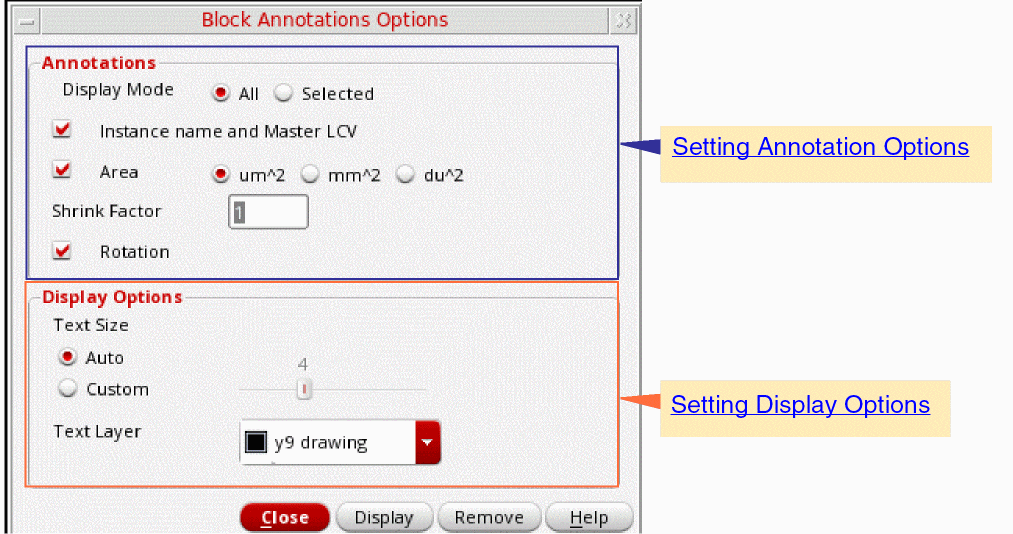 Block Annotations Options
Annotations
Display Mode All Selected
Instance name and Master LCV
Setting Annotation Options
Area um^2 mm^2 du^2
Shrink Factor 1
Rotation
Display Options
Text Size
Auto
4
Custom
Setting Display Options
Text Layer y9 drawing
Close Display Remove Help